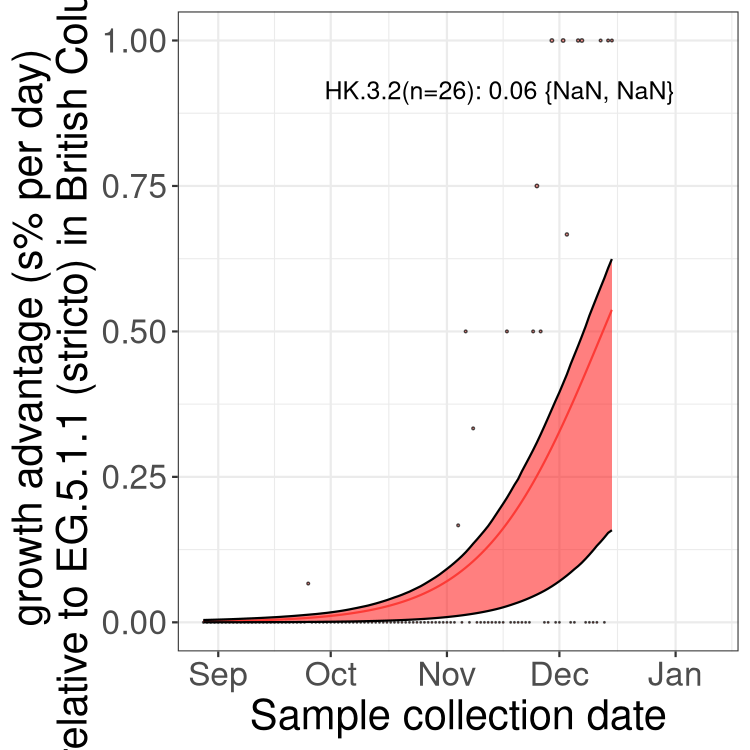 growth advantage (s% per day)
relative to EG.5.1.1 (stricto) in British Colu
1.00
0.75
0.50
0.25
0.00
HK.3.2(n=26): 0.06 {NaN, NaN}
Sep Oct Nov Dec Jan
Sample collection date